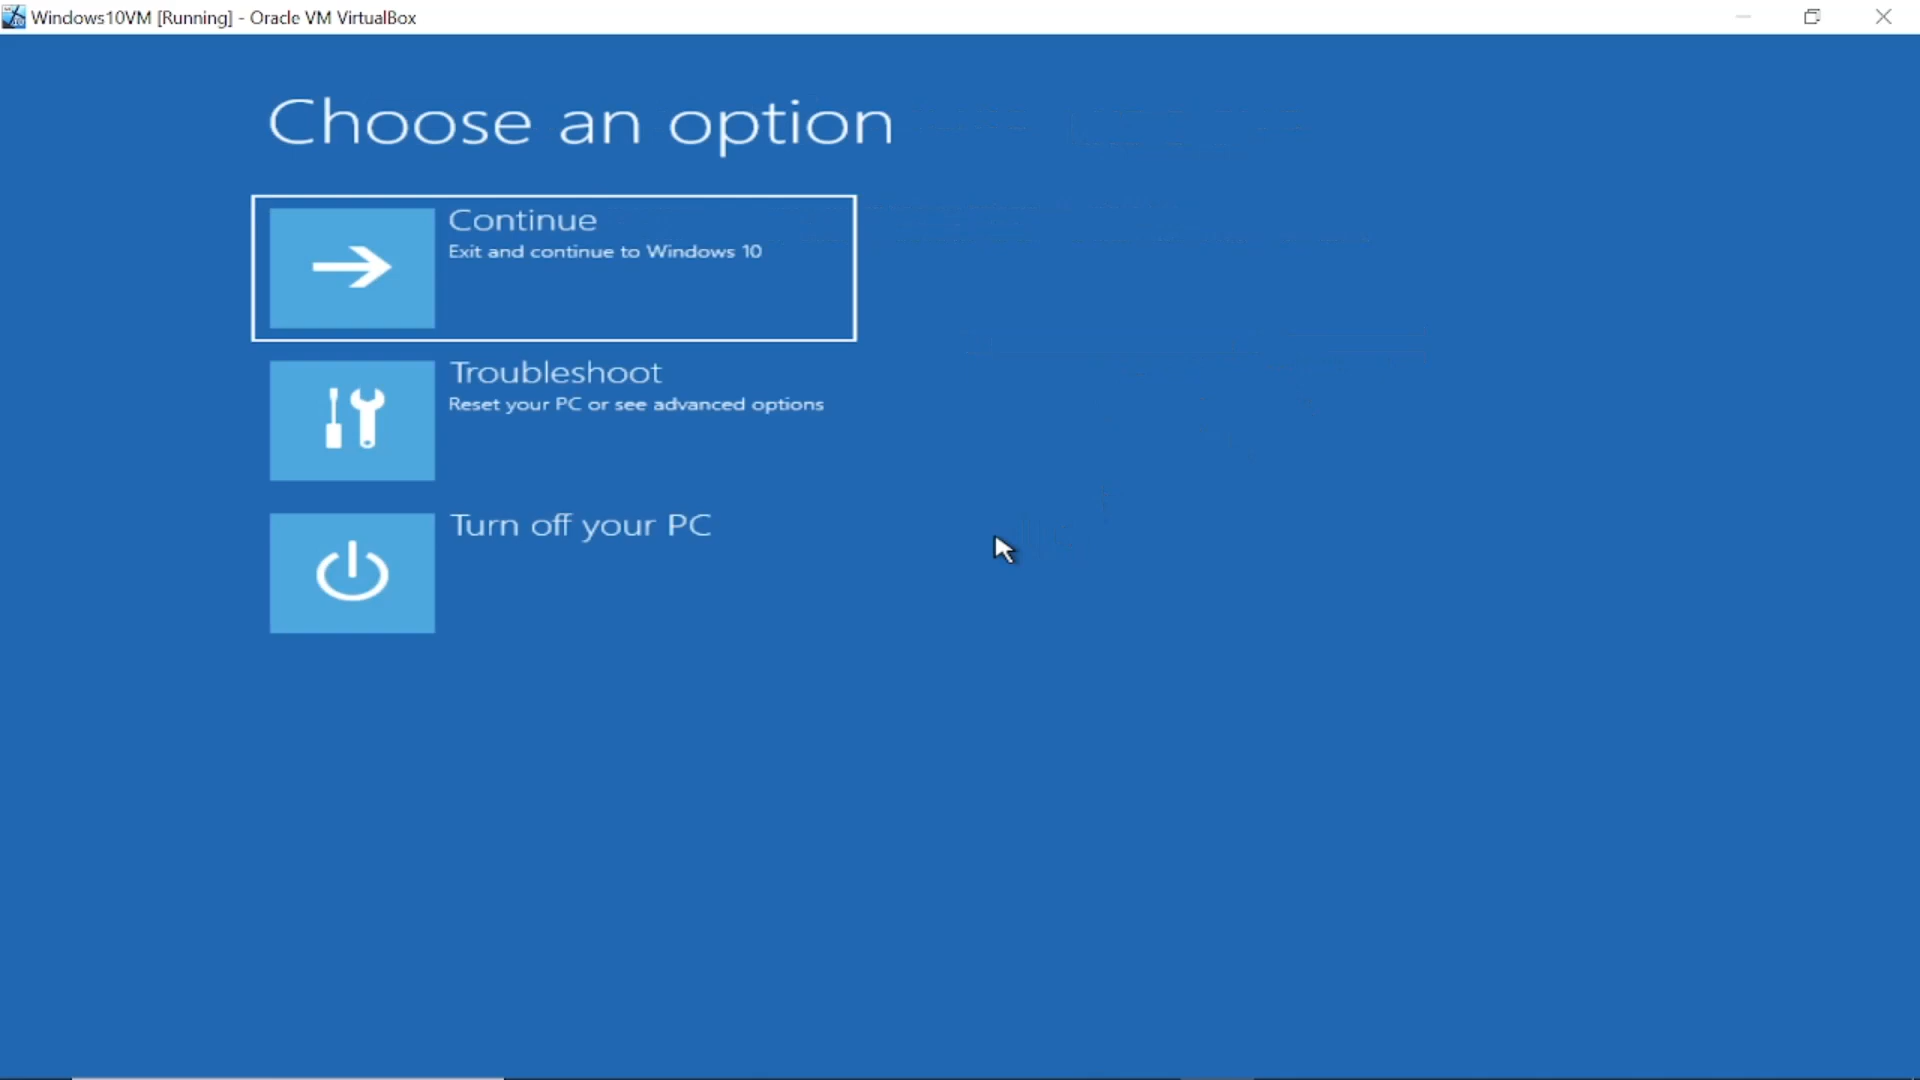 Windows10VM [Running] - Oracle VM VirtualBox
Choose an option
Continue
Exit and continue to Windows 10
Troubleshoot
Reset your PC or see advanced options
Turn off your PC